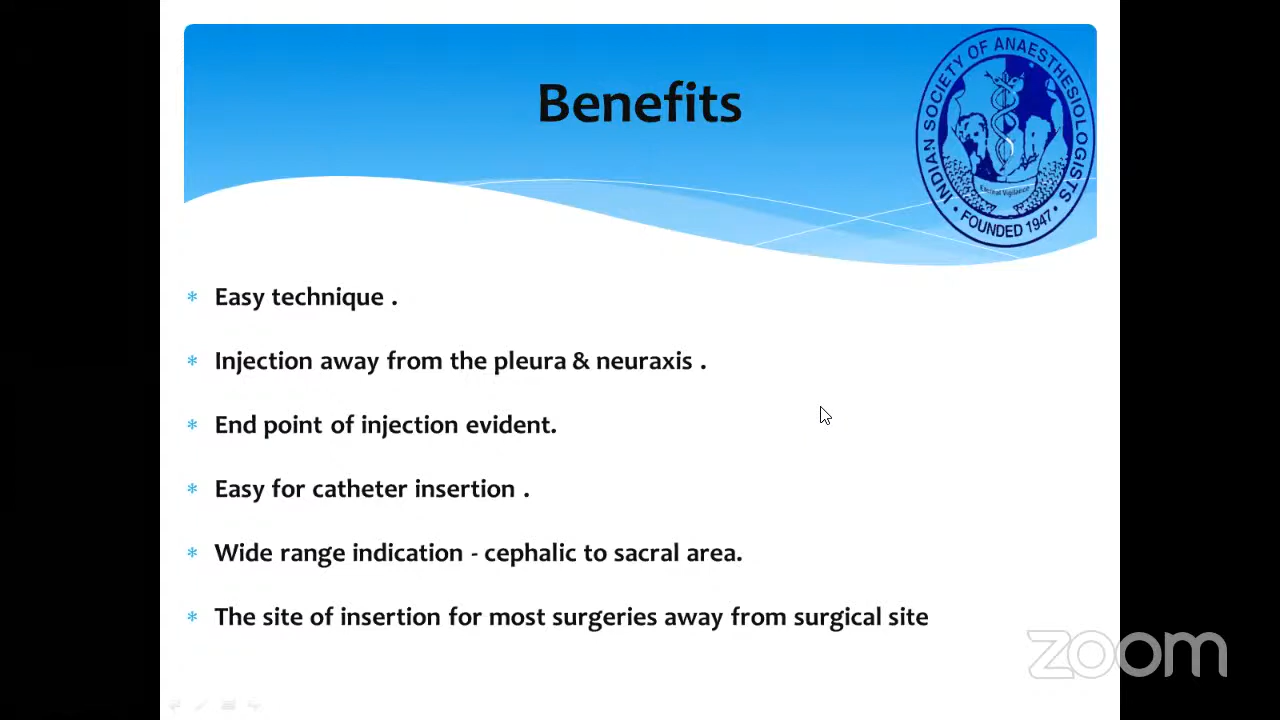 Benefits
INDIAN SOCIETY OF ANAESTHESIOLOGISTS
Eternal Vigilance
• FOUNDED 1947 •
* Easy technique .
* Injection away from the pleura & neuraxis .
* End point of injection evident.
* Easy for catheter insertion .
* Wide range indication - cephalic to sacral area.
* The site of insertion for most surgeries away from surgical site
zoom